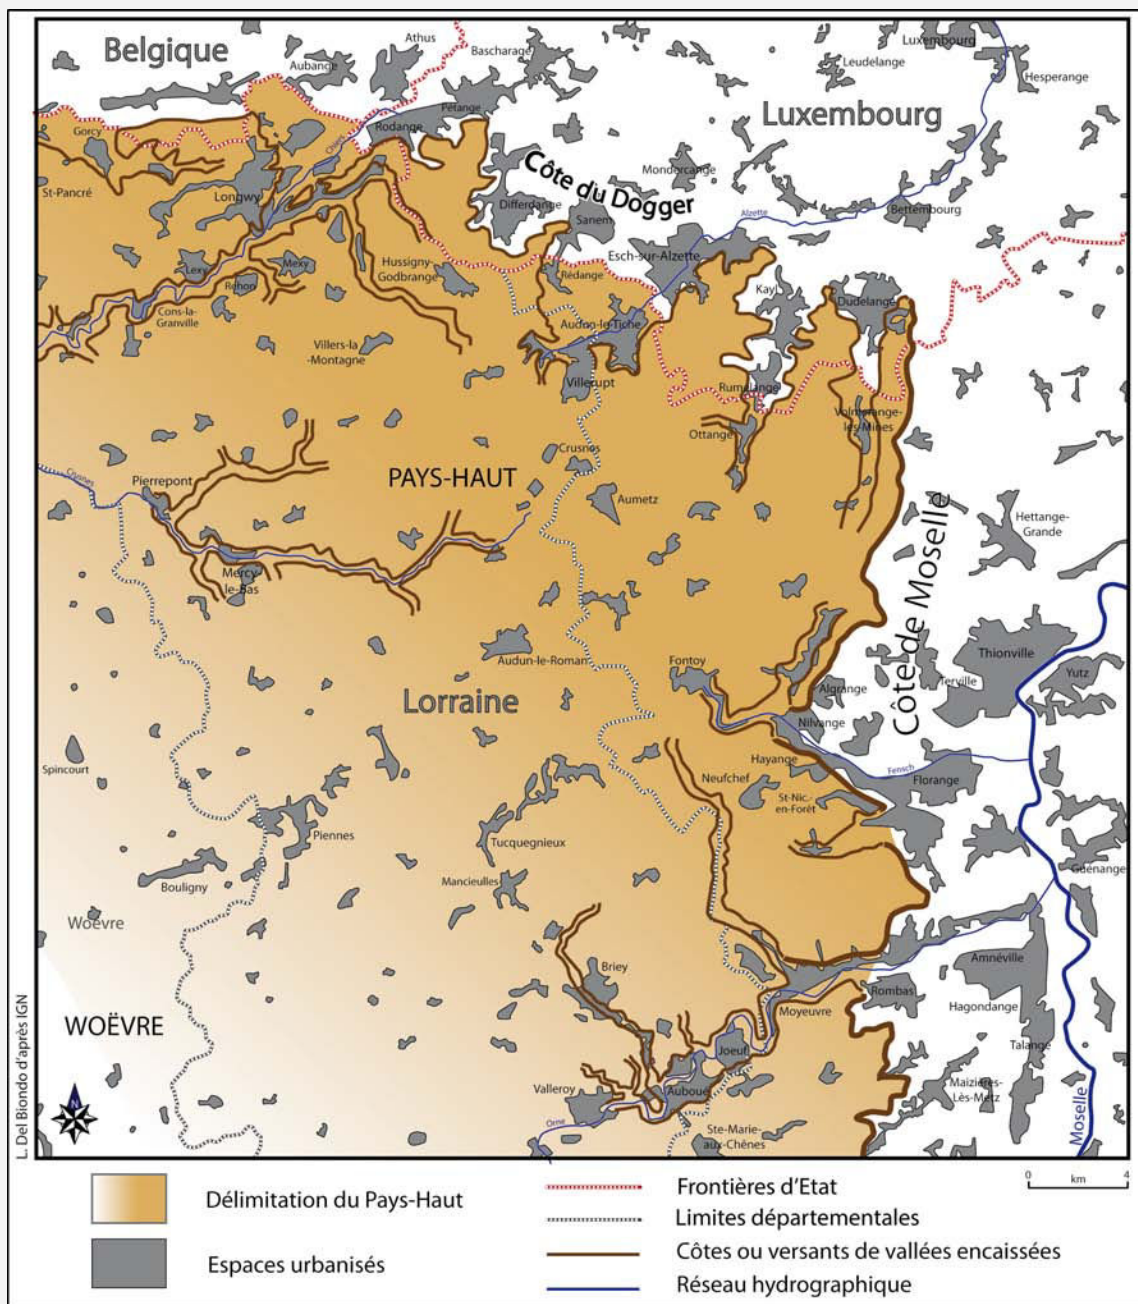 Belgique
Athus
Aubange
Bascharage
Luxembourg
Leudelange
Hesperange
Pétange
Luxembourg
Gorcy
Rodange
Chiers
Côte du Dogger
Mondercange
St-Pancré
Longwy
Differdange
Sanem
Alzette
Bettembourg
Esch-sur-Alzette
Lexy
Mexy
Hussigny-
Godbrange
Rédange
Réhon
Kayl
Dudelange
Cons-la-
Granville
Audun-le-Tiche
Villers-la
-Montagne
Villerupt
Rumelange
Volmerange-
les-Mines
Ottange
Crusnes
Crusnes
Pierrepont
PAYS-HAUT
Aumetz
Hettange-
Grande
Mercy-
le-Bas
Côte de Moselle
Audun-le-Roman
Fontoy
Thionville
Terville
Yutz
Algrange
Lorraine
Nilvange
Spincourt
Hayange
Fensch
Neufchef
Florange
St-Nic.-
en-Forêt
Piennes
Tucquegnieux
Bouligny
Mancieulles
Guénange
Woëvre
Briey
Amnéville
Rombas
Moyeuvre
Hagondange
WOËVRE
Joeuf
Talange
Valleroy
Auboué
Maizières-
Lès-Metz
Orne
Ste-Marie-
aux-Chênes
Moselle
N
L. Del Biondo d'après IGN
0 km 4
Délimitation du Pays-Haut
Espaces urbanisés
Frontières d'Etat
Limites départementales
Côtes ou versants de vallées encaissées
Réseau hydrographique